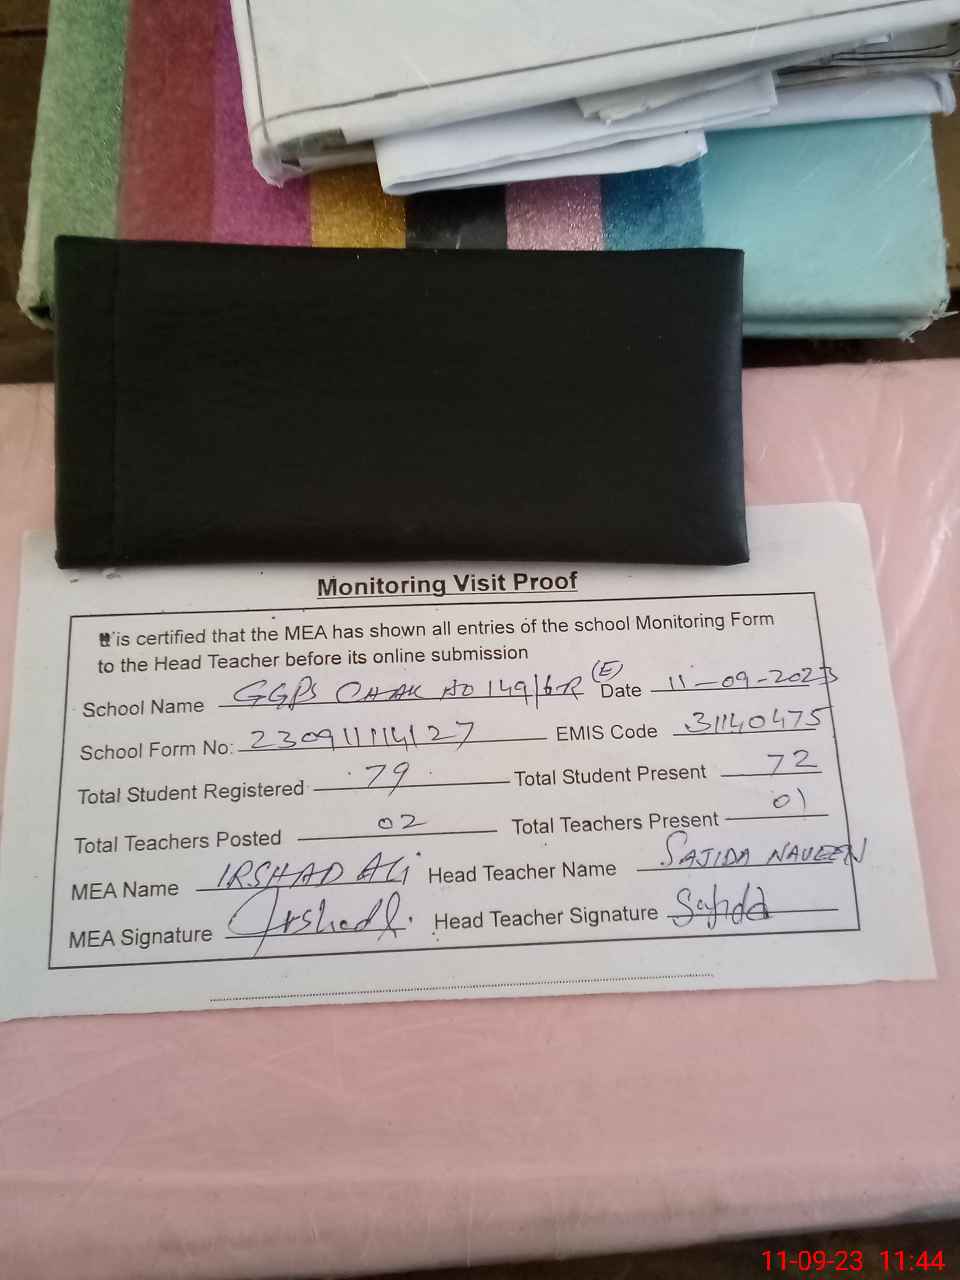 Monitoring Visit Proof
It is certified that the MEA has shown all entries of the school Monitoring Form
to the Head Teacher before its online submission
School Name GGPS CHAK NO 149/6R (E) Date 11-09-2023
School Form No: 230911114127 EMIS Code 31140475
Total Student Registered 79 Total Student Present 72
Total Teachers Posted 02 Total Teachers Present 01
MEA Name IRSHAD ALi Head Teacher Name SAJIDA NAVEEN
MEA Signature Irshad Head Teacher Signature Sajida
11-09-23 11:44